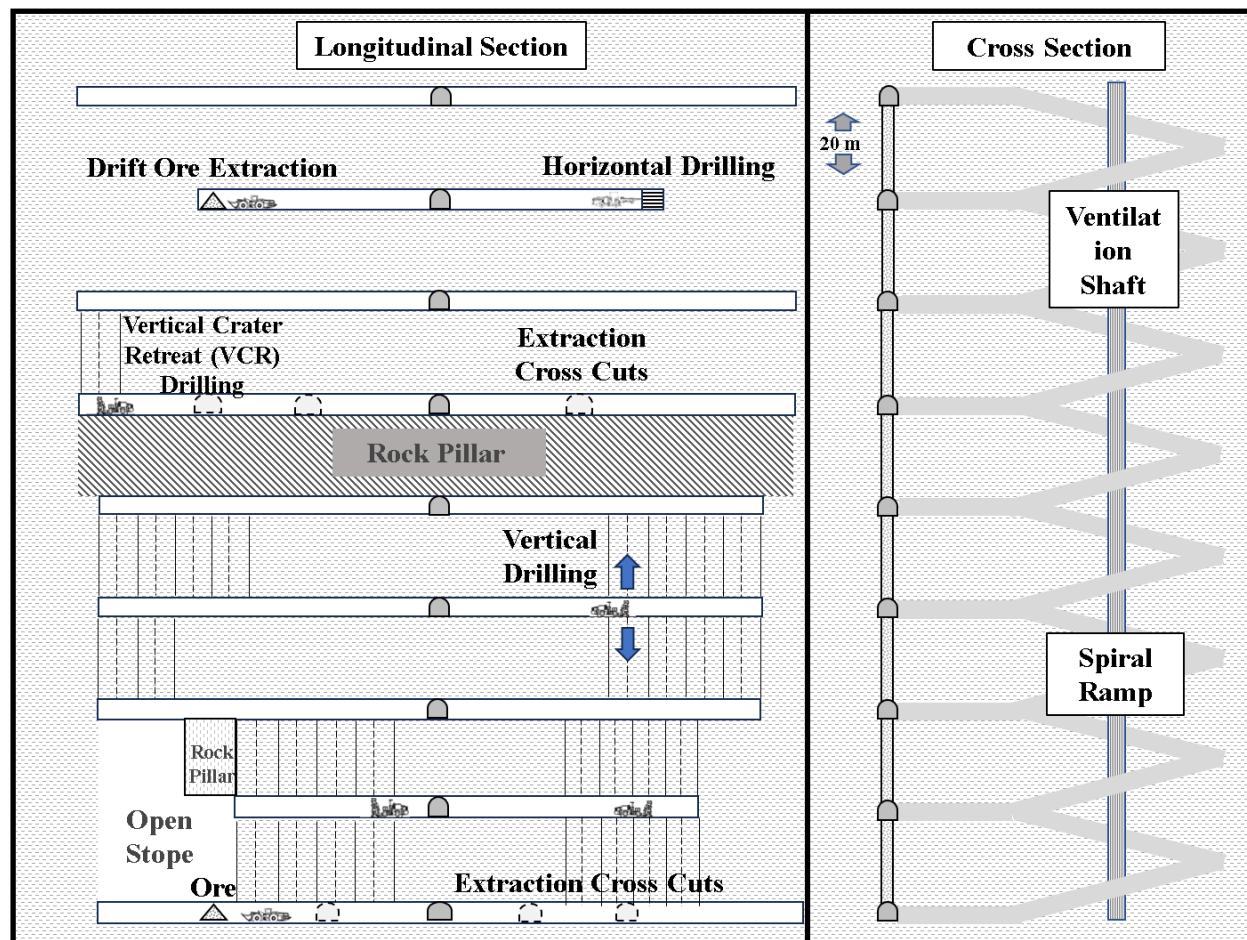 Longitudinal Section
Cross Section
20 m
Drift Ore Extraction
Horizontal Drilling
Ventilat
ion
Shaft
Vertical Crater
Retreat (VCR)
Drilling
Extraction
Cross Cuts
Rock Pillar
Vertical
Drilling
Spiral
Ramp
Rock
Pillar
Open
Stope
Ore
Extraction Cross Cuts